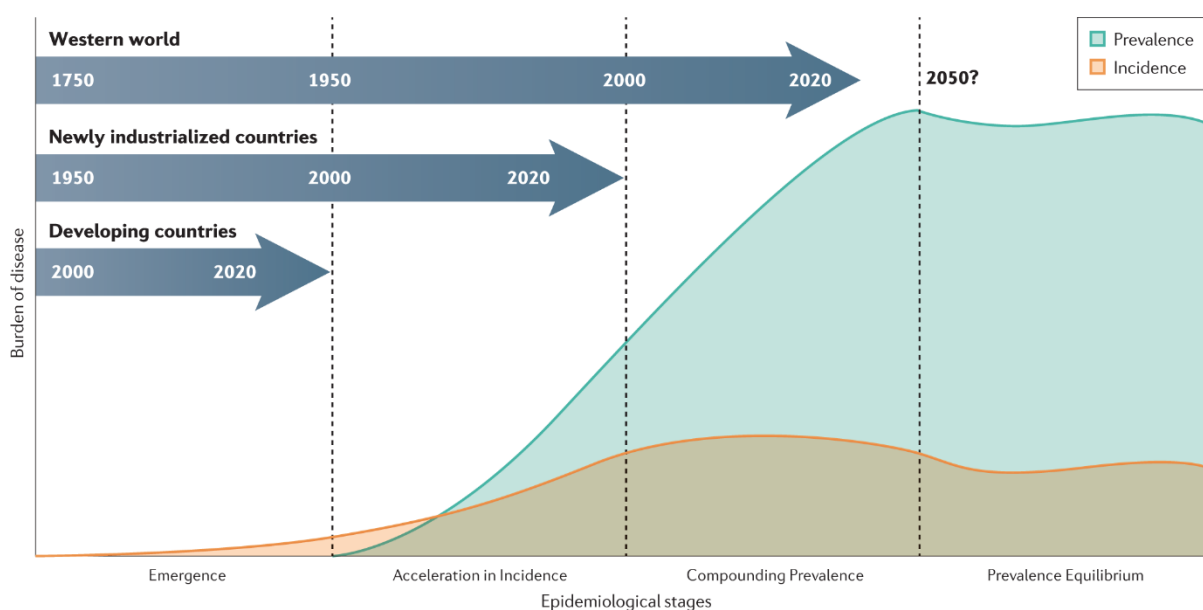 Western world
1750 1950 2000 2020
2050?
Prevalence
Incidence
Newly industrialized countries
1950 2000 2020
Developing countries
2000 2020
Burden of disease
Emergence Acceleration in Incidence Compounding Prevalence Prevalence Equilibrium
Epidemiological stages